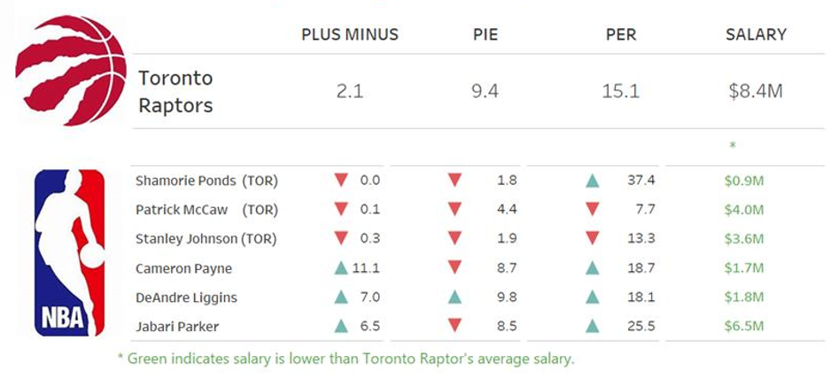 PLUS MINUS PIE PER SALARY
Toronto Raptors 2.1 9.4 15.1 $8.4M
*
Shamorie Ponds (TOR) ▼ 0.0 ▼ 1.8 ▲ 37.4 $0.9M
Patrick McCaw (TOR) ▼ 0.1 ▼ 4.4 ▼ 7.7 $4.0M
Stanley Johnson (TOR) ▼ 0.3 ▼ 1.9 ▼ 13.3 $3.6M
Cameron Payne ▲ 11.1 ▼ 8.7 ▲ 18.7 $1.7M
DeAndre Liggins ▲ 7.0 ▲ 9.8 ▲ 18.1 $1.8M
Jabari Parker ▲ 6.5 ▼ 8.5 ▲ 25.5 $6.5M
NBA
* Green indicates salary is lower than Toronto Raptor's average salary.